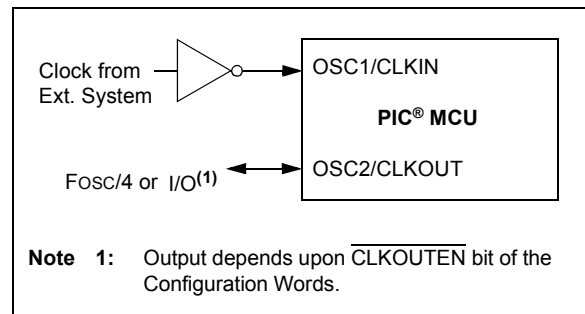 Clock from
Ext. System
OSC1/CLKIN
PIC® MCU
FOSC/4 or I/O(1)
OSC2/CLKOUT
Note 1: Output depends upon CLKOUTEN bit of the
Configuration Words.